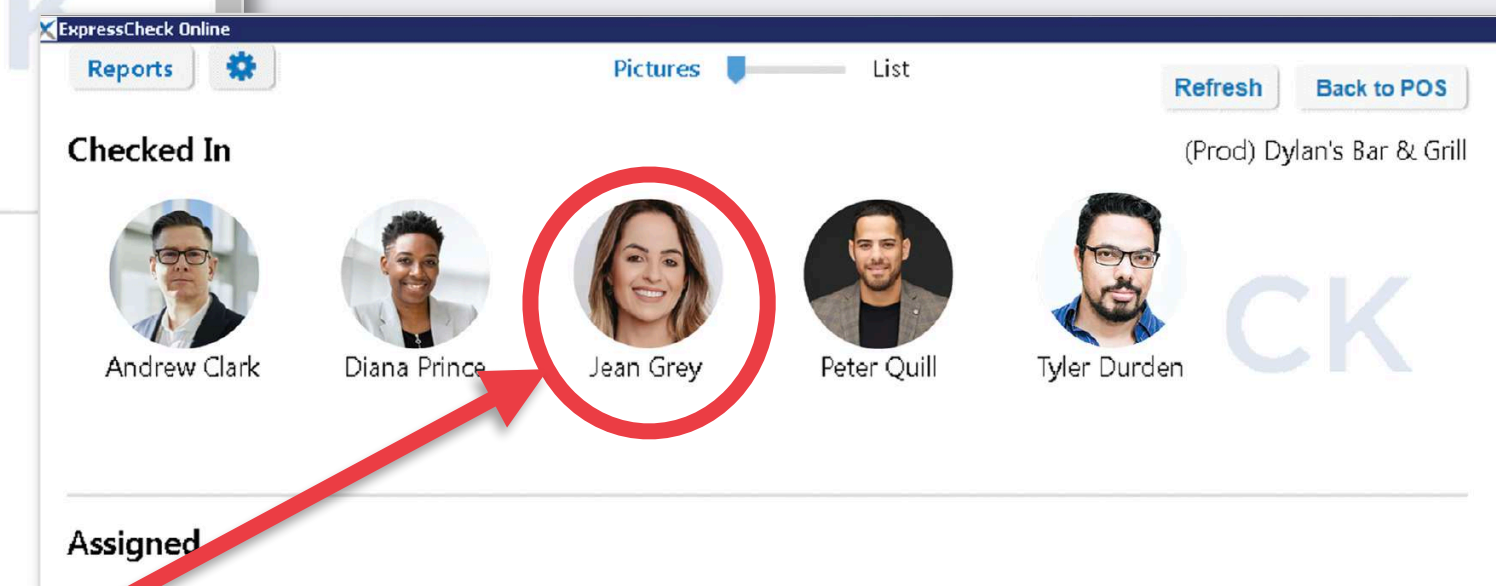 ExpressCheck Online
Reports
Pictures List
Refresh Back to POS
Checked In
(Prod) Dylan's Bar & Grill
CK
Andrew Clark Diana Prince Jean Grey Peter Quill Tyler Durden
Assigned